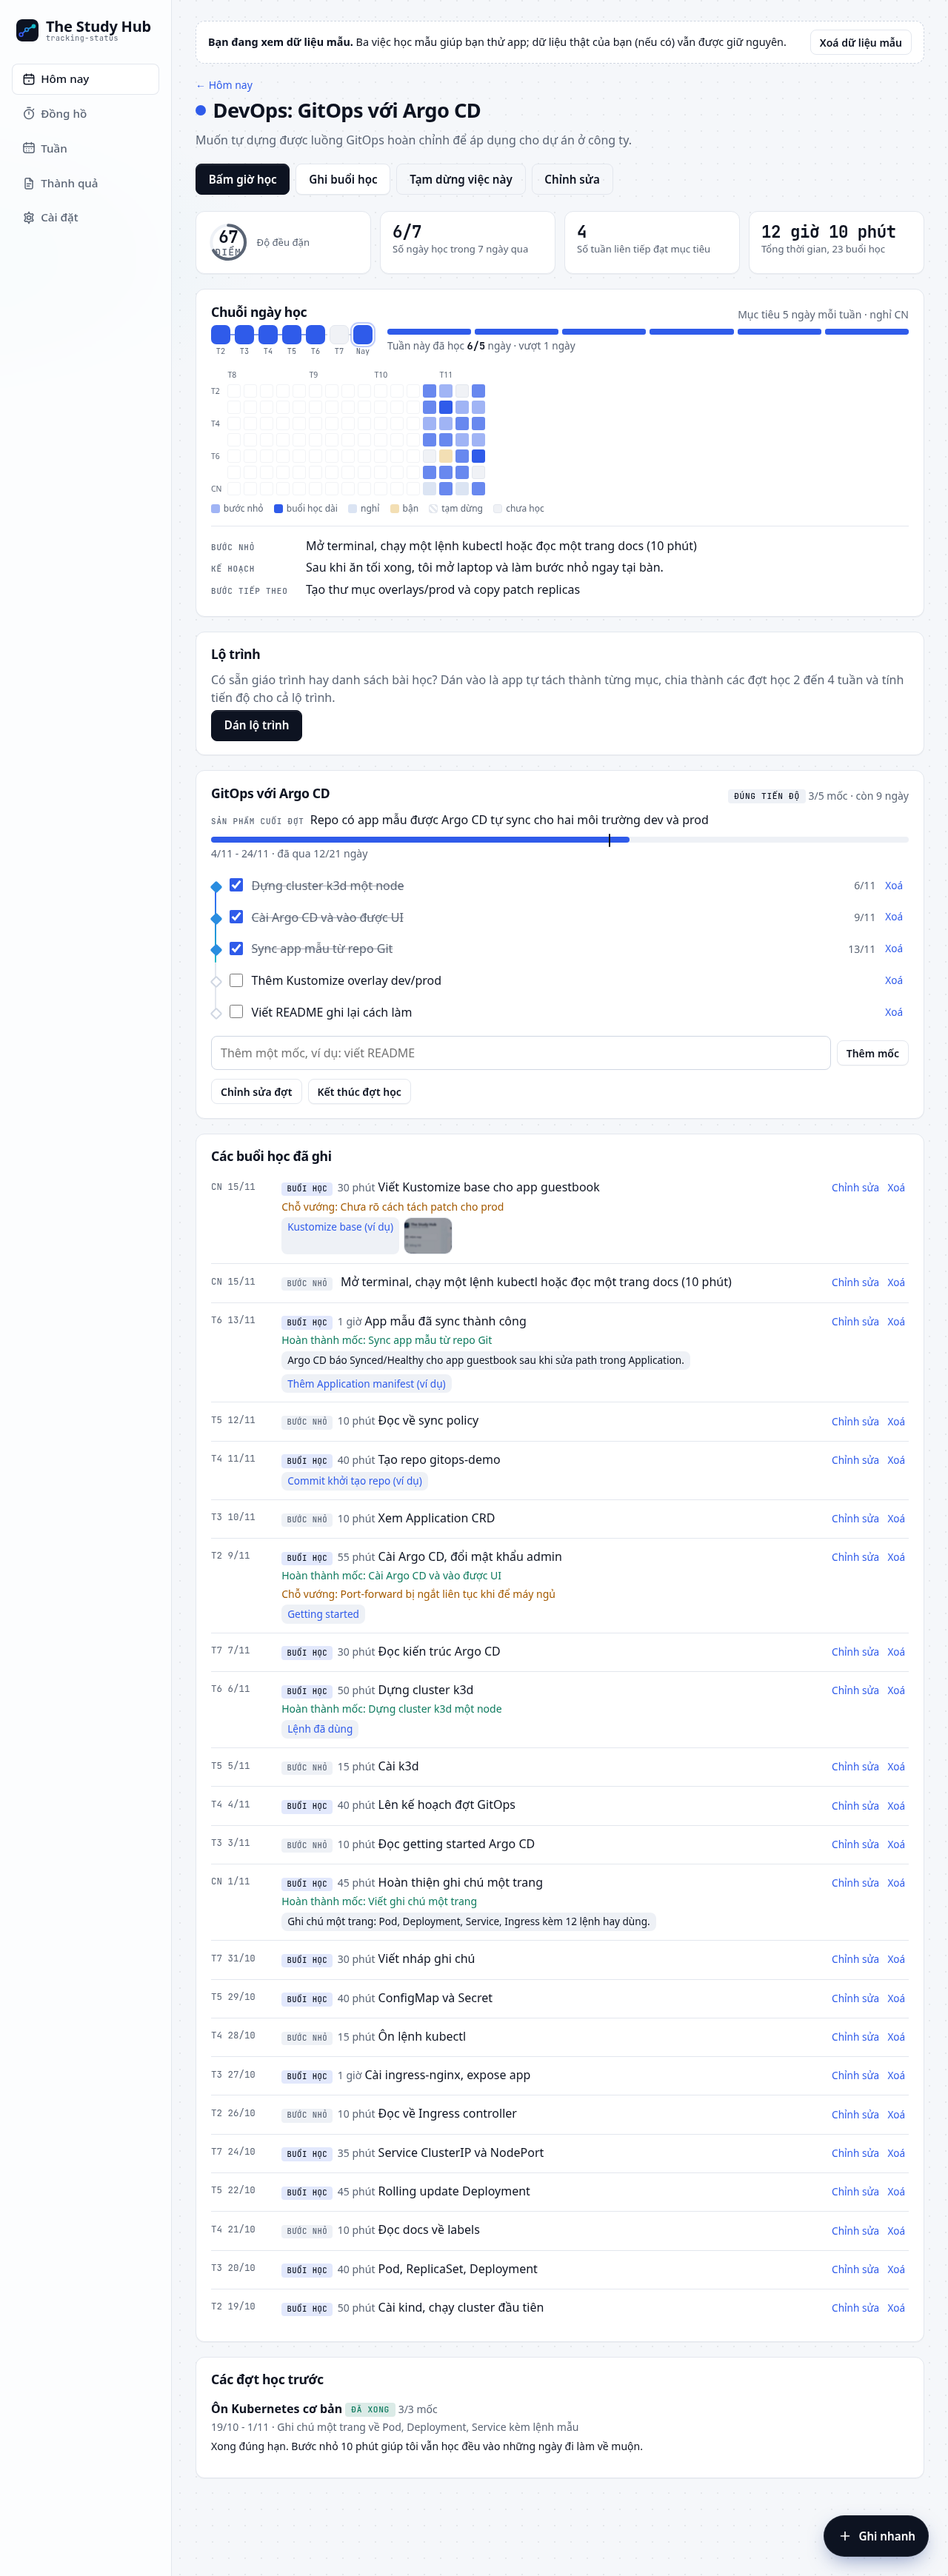 The Study Hub
tracking-status
Hôm nay
Đồng hồ
Tuần
Thành quả
Cài đặt
Bạn đang xem dữ liệu mẫu. Ba việc học mẫu giúp bạn thử app; dữ liệu thật của bạn (nếu có) vẫn được giữ nguyên.
Xoá dữ liệu mẫu
← Hôm nay
DevOps: GitOps với Argo CD
Muốn tự dựng được luồng GitOps hoàn chỉnh để áp dụng cho dự án ở công ty.
Bấm giờ học
Ghi buổi học
Tạm dừng việc này
Chỉnh sửa
67
ĐIỂM
Độ đều đặn
6/7
Số ngày học trong 7 ngày qua
4
Số tuần liên tiếp đạt mục tiêu
12 giờ 10 phút
Tổng thời gian, 23 buổi học
Chuỗi ngày học
Mục tiêu 5 ngày mỗi tuần · nghỉ CN
T2 T3 T4 T5 T6 T7 Nay
Tuần này đã học 6/5 ngày · vượt 1 ngày
T8 T9 T10 T11
T2
T4
T6
CN
bước nhỏ buổi học dài nghỉ bận tạm dừng chưa học
BƯỚC NHỎ Mở terminal, chạy một lệnh kubectl hoặc đọc một trang docs (10 phút)
KẾ HOẠCH Sau khi ăn tối xong, tôi mở laptop và làm bước nhỏ ngay tại bàn.
BƯỚC TIẾP THEO Tạo thư mục overlays/prod và copy patch replicas
Lộ trình
Có sẵn giáo trình hay danh sách bài học? Dán vào là app tự tách thành từng mục, chia thành các đợt học 2 đến 4 tuần và tính
tiến độ cho cả lộ trình.
Dán lộ trình
GitOps với Argo CD
ĐÚNG TIẾN ĐỘ 3/5 mốc · còn 9 ngày
SẢN PHẨM CUỐI ĐỢT Repo có app mẫu được Argo CD tự sync cho hai môi trường dev và prod
4/11 - 24/11 · đã qua 12/21 ngày
Dựng cluster k3d một node 6/11 Xoá
Cài Argo CD và vào được UI 9/11 Xoá
Sync app mẫu từ repo Git 13/11 Xoá
Thêm Kustomize overlay dev/prod Xoá
Viết README ghi lại cách làm Xoá
Thêm một mốc, ví dụ: viết README
Thêm mốc
Chỉnh sửa đợt
Kết thúc đợt học
Các buổi học đã ghi
CN 15/11 BUỔI HỌC 30 phút Viết Kustomize base cho app guestbook Chỉnh sửa Xoá
Chỗ vướng: Chưa rõ cách tách patch cho prod
Kustomize base (ví dụ)
CN 15/11 BƯỚC NHỎ Mở terminal, chạy một lệnh kubectl hoặc đọc một trang docs (10 phút) Chỉnh sửa Xoá
T6 13/11 BUỔI HỌC 1 giờ App mẫu đã sync thành công Chỉnh sửa Xoá
Hoàn thành mốc: Sync app mẫu từ repo Git
Argo CD báo Synced/Healthy cho app guestbook sau khi sửa path trong Application.
Thêm Application manifest (ví dụ)
T5 12/11 BƯỚC NHỎ 10 phút Đọc về sync policy Chỉnh sửa Xoá
T4 11/11 BUỔI HỌC 40 phút Tạo repo gitops-demo Chỉnh sửa Xoá
Commit khởi tạo repo (ví dụ)
T3 10/11 BƯỚC NHỎ 10 phút Xem Application CRD Chỉnh sửa Xoá
T2 9/11 BUỔI HỌC 55 phút Cài Argo CD, đổi mật khẩu admin Chỉnh sửa Xoá
Hoàn thành mốc: Cài Argo CD và vào được UI
Chỗ vướng: Port-forward bị ngắt liên tục khi để máy ngủ
Getting started
T7 7/11 BUỔI HỌC 30 phút Đọc kiến trúc Argo CD Chỉnh sửa Xoá
T6 6/11 BUỔI HỌC 50 phút Dựng cluster k3d Chỉnh sửa Xoá
Hoàn thành mốc: Dựng cluster k3d một node
Lệnh đã dùng
T5 5/11 BƯỚC NHỎ 15 phút Cài k3d Chỉnh sửa Xoá
T4 4/11 BUỔI HỌC 40 phút Lên kế hoạch đợt GitOps Chỉnh sửa Xoá
T3 3/11 BƯỚC NHỎ 10 phút Đọc getting started Argo CD Chỉnh sửa Xoá
CN 1/11 BUỔI HỌC 45 phút Hoàn thiện ghi chú một trang Chỉnh sửa Xoá
Hoàn thành mốc: Viết ghi chú một trang
Ghi chú một trang: Pod, Deployment, Service, Ingress kèm 12 lệnh hay dùng.
T7 31/10 BUỔI HỌC 30 phút Viết nháp ghi chú Chỉnh sửa Xoá
T5 29/10 BUỔI HỌC 40 phút ConfigMap và Secret Chỉnh sửa Xoá
T4 28/10 BƯỚC NHỎ 15 phút Ôn lệnh kubectl Chỉnh sửa Xoá
T3 27/10 BUỔI HỌC 1 giờ Cài ingress-nginx, expose app Chỉnh sửa Xoá
T2 26/10 BƯỚC NHỎ 10 phút Đọc về Ingress controller Chỉnh sửa Xoá
T7 24/10 BUỔI HỌC 35 phút Service ClusterIP và NodePort Chỉnh sửa Xoá
T5 22/10 BUỔI HỌC 45 phút Rolling update Deployment Chỉnh sửa Xoá
T4 21/10 BƯỚC NHỎ 10 phút Đọc docs về labels Chỉnh sửa Xoá
T3 20/10 BUỔI HỌC 40 phút Pod, ReplicaSet, Deployment Chỉnh sửa Xoá
T2 19/10 BUỔI HỌC 50 phút Cài kind, chạy cluster đầu tiên Chỉnh sửa Xoá
Các đợt học trước
Ôn Kubernetes cơ bản ĐÃ XONG 3/3 mốc
19/10 - 1/11 · Ghi chú một trang về Pod, Deployment, Service kèm lệnh mẫu
Xong đúng hạn. Bước nhỏ 10 phút giúp tôi vẫn học đều vào những ngày đi làm về muộn.
Ghi nhanh